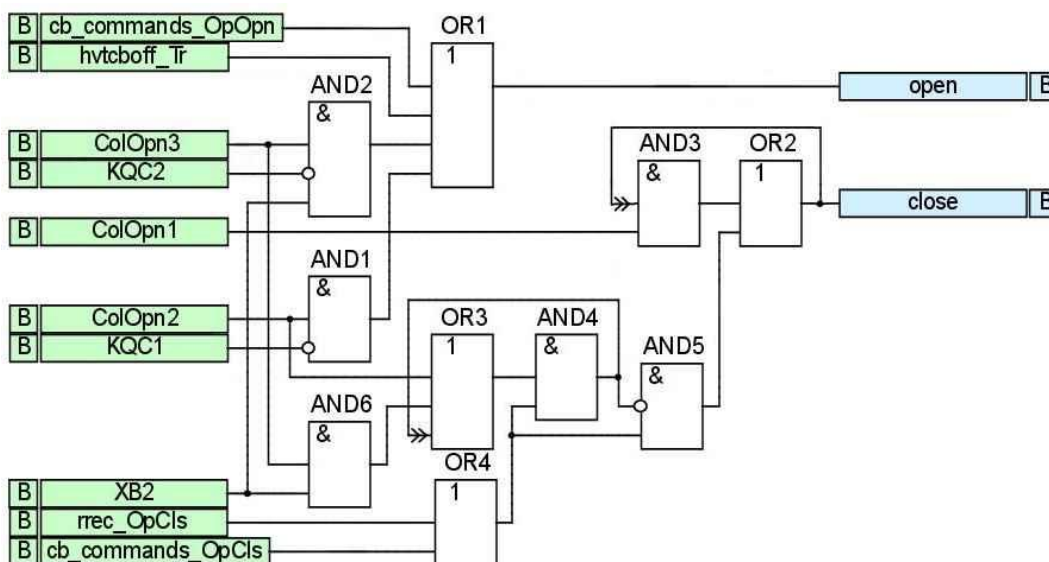 B cb_commands_OpOpn OR1
B hvtcboff_Tr 1
open B
AND2
&
B ColOpn3 AND3 OR2
B KQC2 & 1
close B
B ColOpn1
AND1
&
B ColOpn2 OR3 AND4
B KQC1 1 & AND5
&
AND6
&
OR4
B XB2 1
B rrec_OpCls
B cb_commands_OpCls